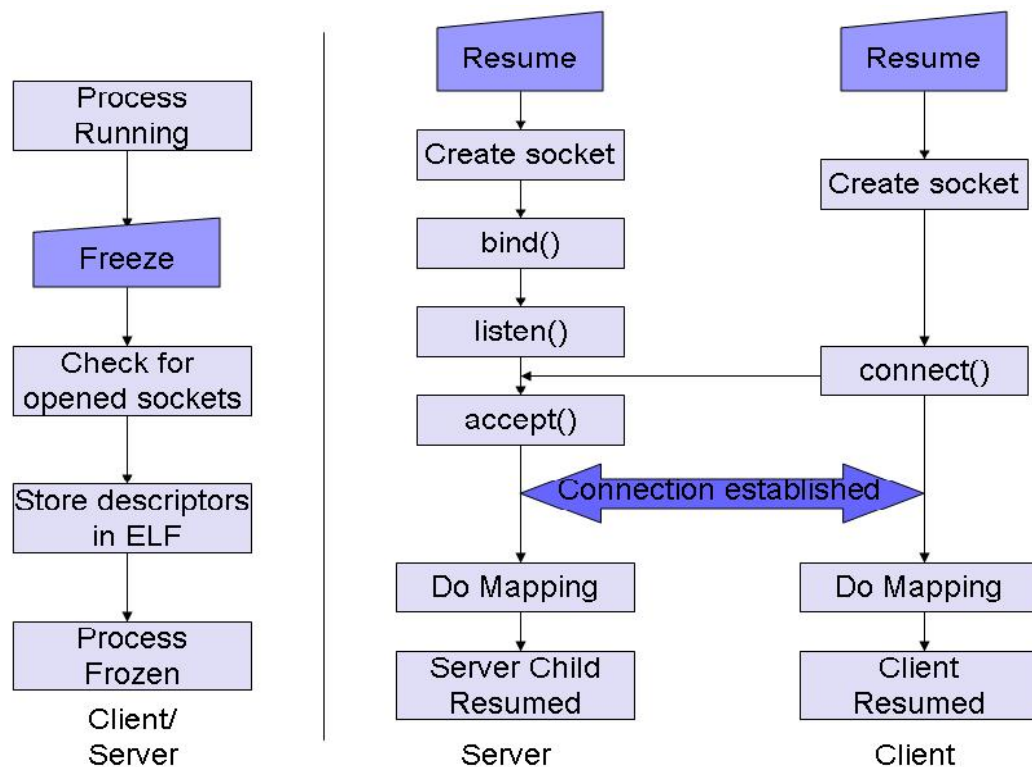 Process
Running
Freeze
Check for
opened sockets
Store descriptors
in ELF
Process
Frozen
Client/
Server
Resume
Create socket
bind()
listen()
accept()
Connection established
Do Mapping
Server Child
Resumed
Server
Resume
Create socket
connect()
Do Mapping
Client
Resumed
Client